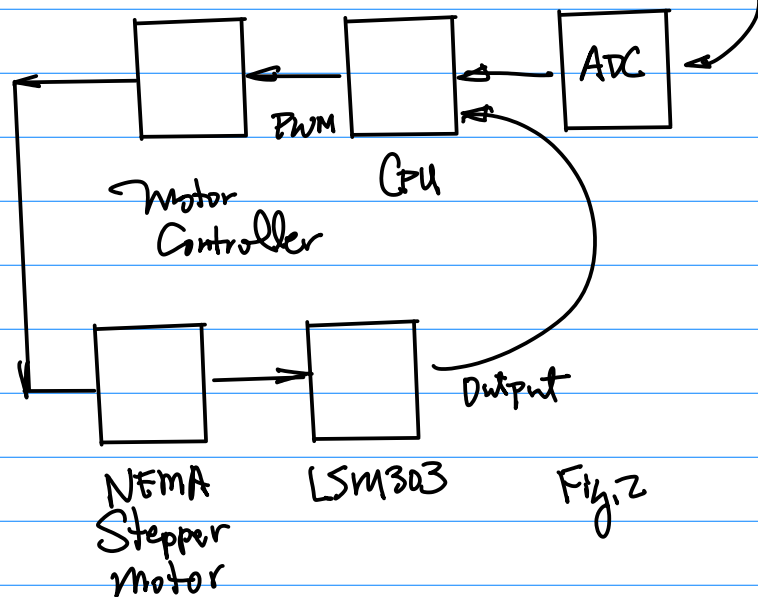 ADC
PWM
CPU
Motor
Controller
Output
NEMA
Stepper
Motor
LSM303
Fig.2